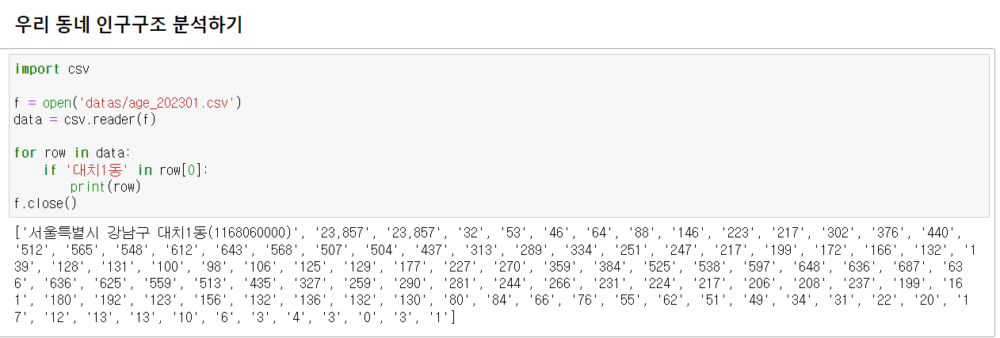 우리 동네 인구구조 분석하기
import csv
f = open('datas/age_202301.csv')
data = csv.reader(f)
for row in data:
    if '대치1동' in row[0]:
        print(row)
f.close()
['서울특별시 강남구 대치1동(1168060000)', '23,857', '23,857', '32', '53', '46', '64', '88', '146', '223', '217', '302', '376', '440',
'512', '565', '548', '612', '643', '568', '507', '504', '437', '313', '289', '334', '251', '247', '217', '199', '172', '166', '132', '1
39', '128', '131', '100', '98', '106', '125', '129', '177', '227', '270', '359', '384', '525', '538', '597', '648', '636', '687', '63
6', '636', '625', '559', '513', '435', '327', '259', '290', '281', '244', '266', '231', '224', '217', '206', '208', '237', '199', '16
1', '180', '192', '123', '156', '132', '136', '132', '130', '80', '84', '66', '76', '55', '62', '51', '49', '34', '31', '22', '20', '1
7', '12', '13', '13', '10', '6', '3', '4', '3', '0', '3', '1']